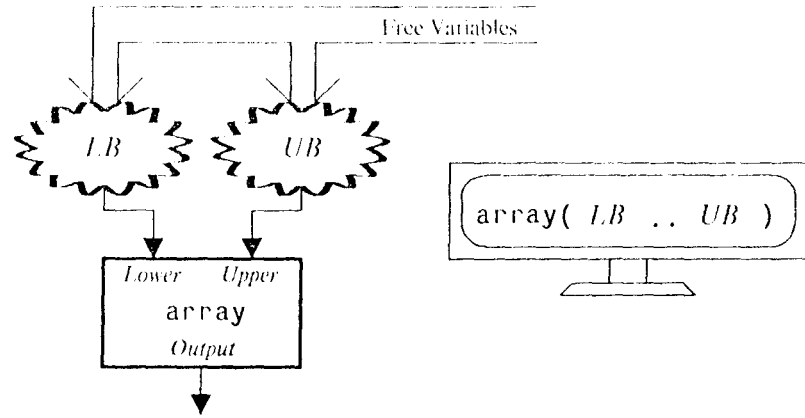 Free Variables
LB UB
array( LB .. UB )
Lower Upper
array
Output